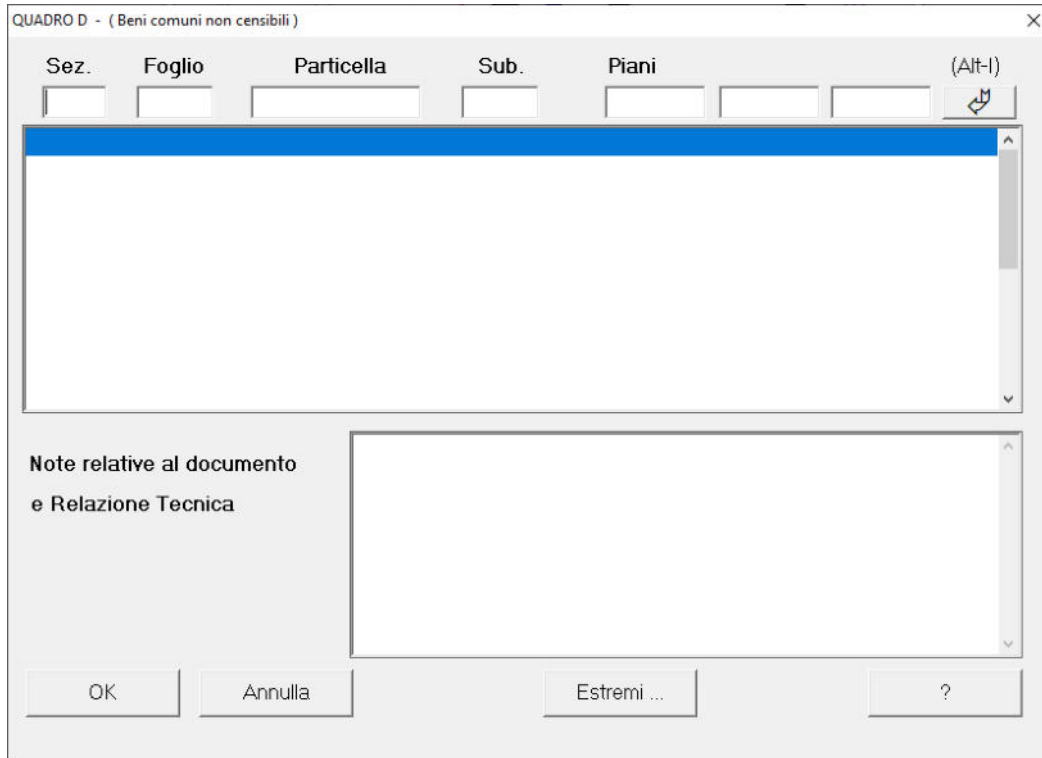 QUADRO D - ( Beni comuni non censibili )
Sez. Foglio Particella Sub. Piani (Alt-I)
Note relative al documento
e Relazione Tecnica
OK Annulla Estremi ... ?